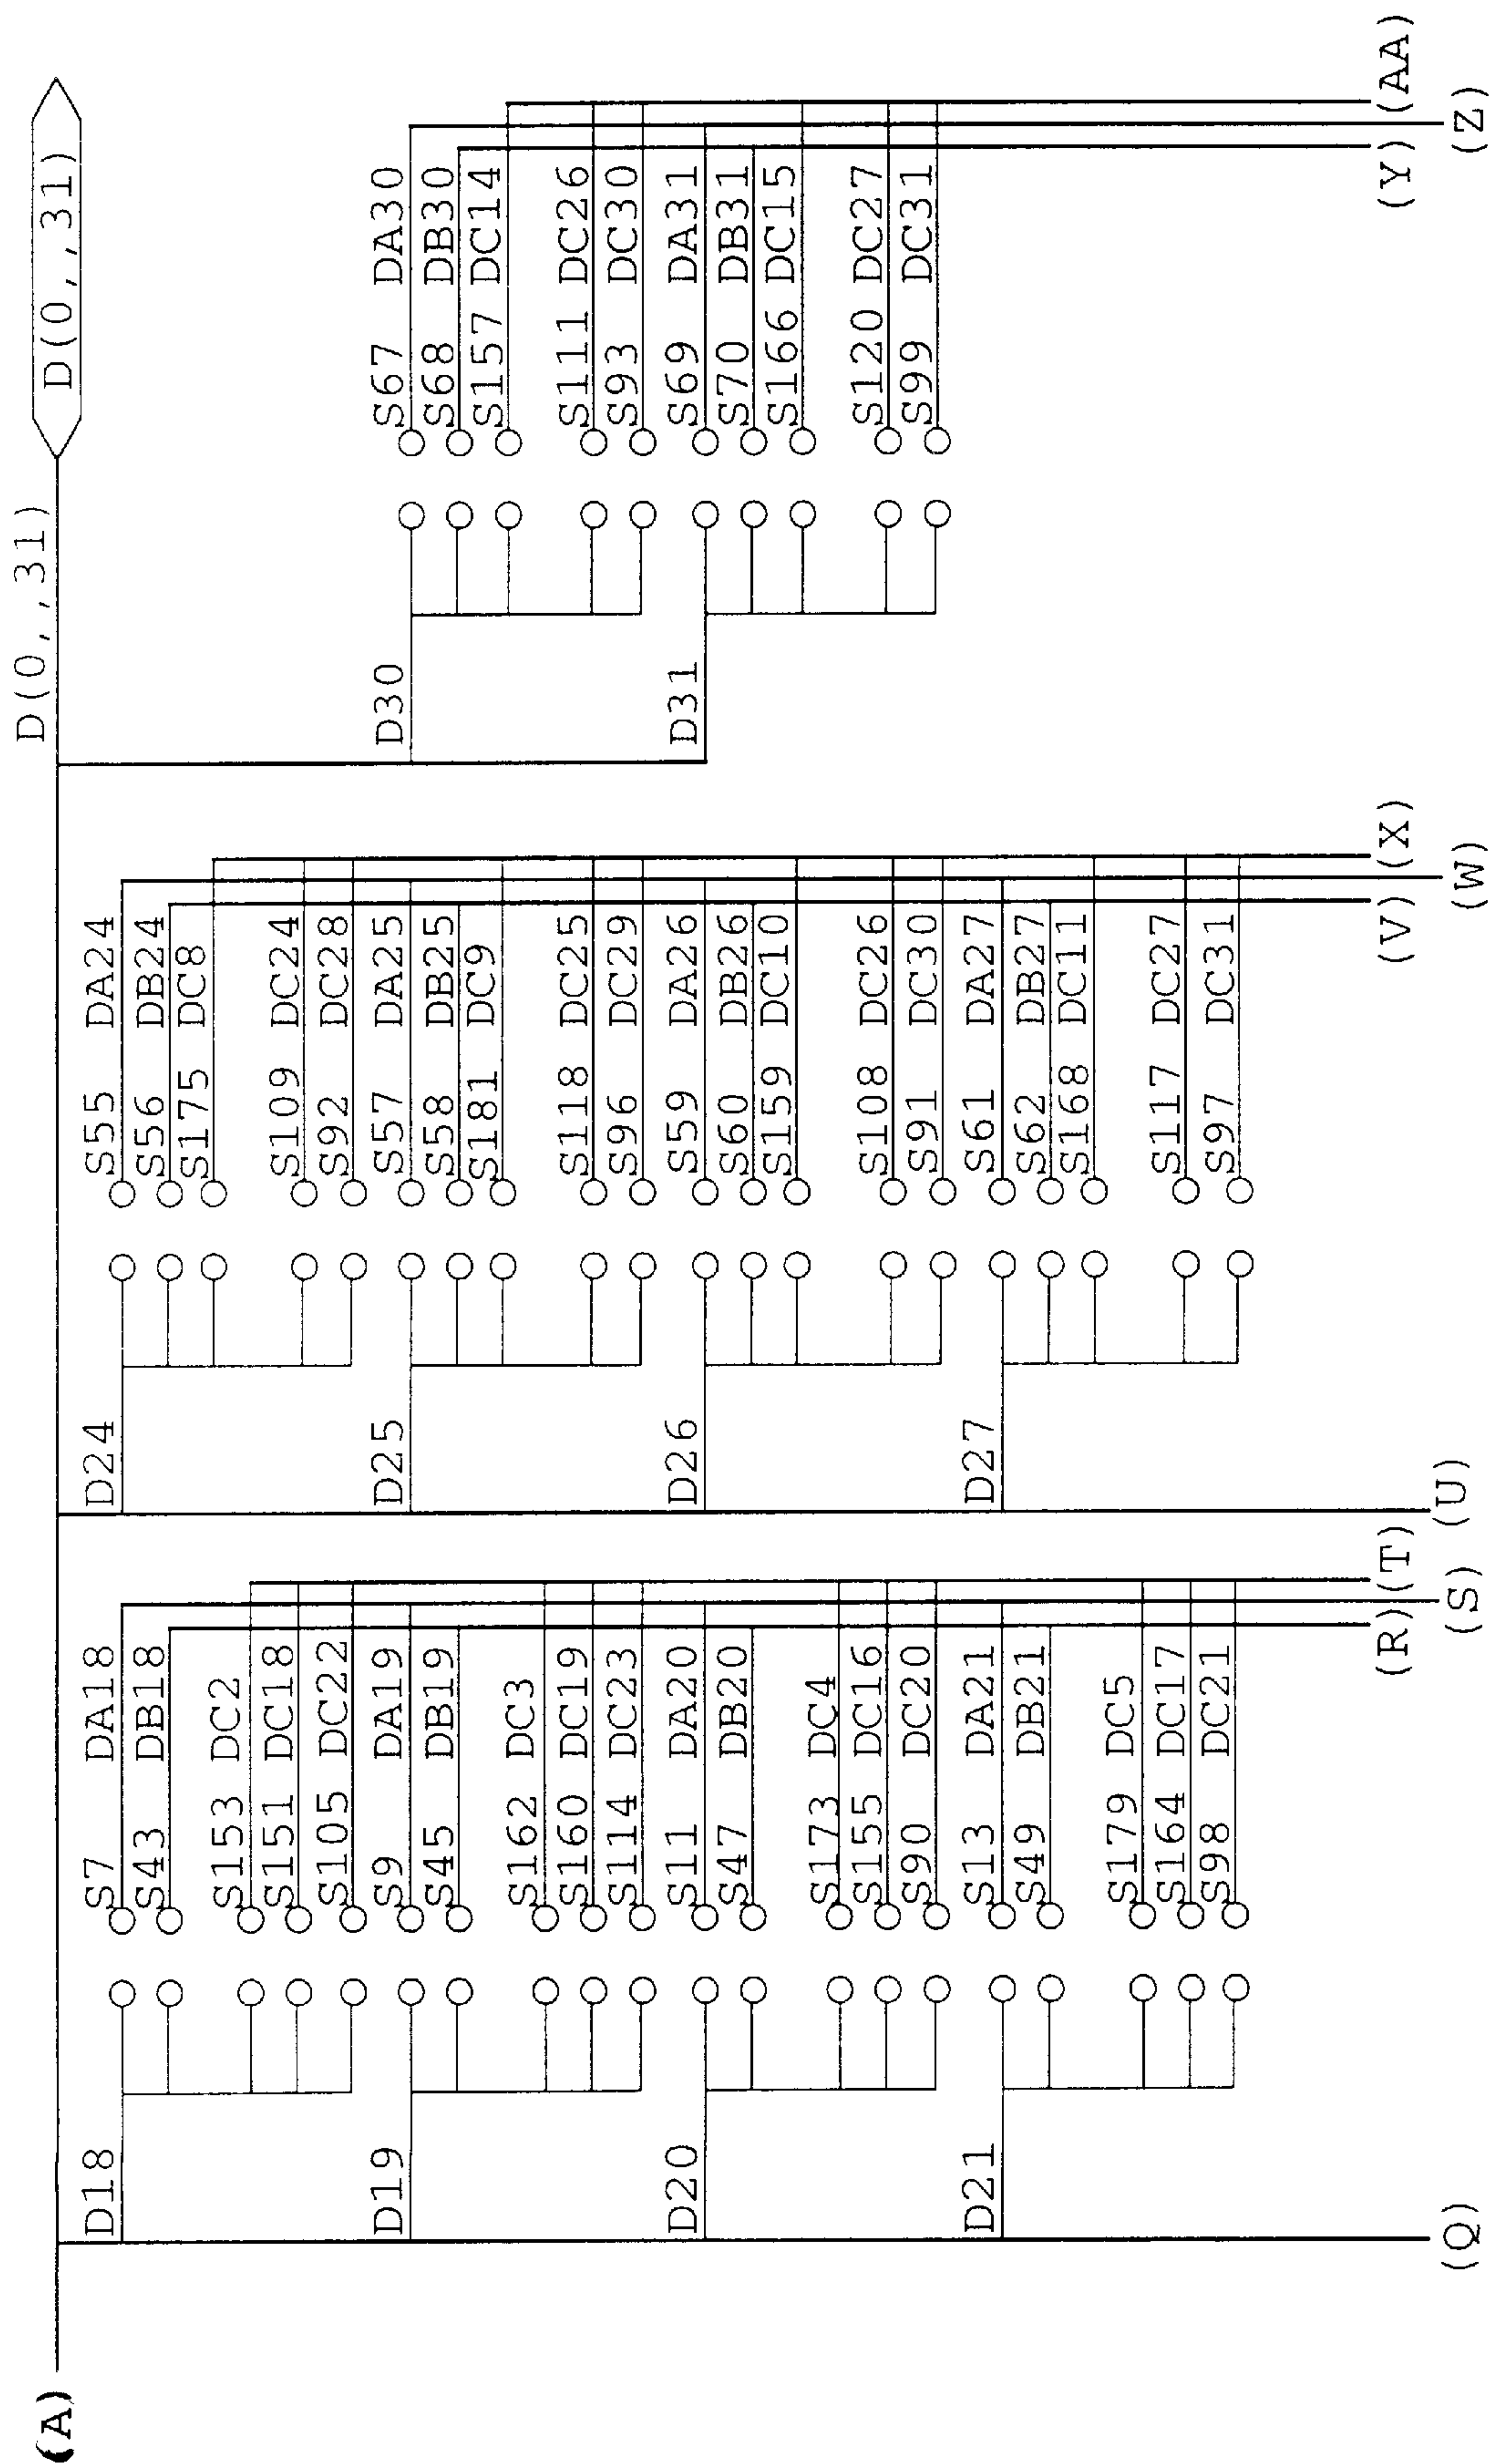 (A)
D(0,,31)
D(0,,31)
D18
S7 DA18
S43 DB18
S153 DC2
S151 DC18
S105 DC22
D19
S9 DA19
S45 DB19
S162 DC3
S160 DC19
S114 DC23
D20
S11 DA20
S47 DB20
S173 DC4
S155 DC16
S90 DC20
D21
S13 DA21
S49 DB21
S179 DC5
S164 DC17
S98 DC21
(Q)
(R)
(T)
(S)
D24
S55 DA24
S56 DB24
S175 DC8
S109 DC24
S92 DC28
D25
S57 DA25
S58 DB25
S181 DC9
S118 DC25
S96 DC29
D26
S59 DA26
S60 DB26
S159 DC10
S108 DC26
S91 DC30
D27
S61 DA27
S62 DB27
S168 DC11
S117 DC27
S97 DC31
(U)
(V)
(X)
(W)
D30
S67 DA30
S68 DB30
S157 DC14
S111 DC26
S93 DC30
D31
S69 DA31
S70 DB31
S166 DC15
S120 DC27
S99 DC31
(Y)
(AA)
(Z)